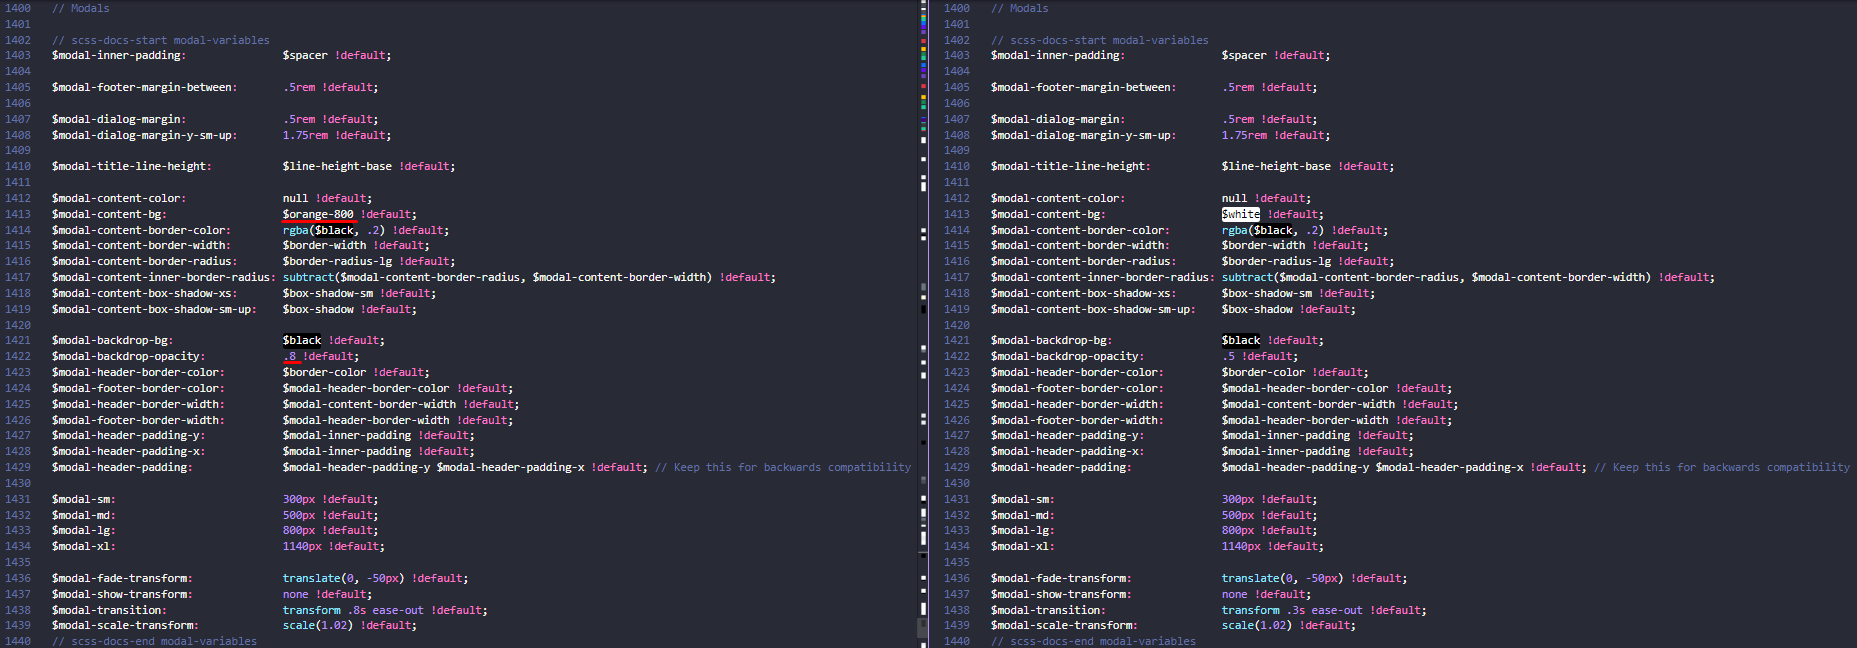 1400 // Modals
1401
1402 // scss-docs-start modal-variables
1403 $modal-inner-padding: $spacer !default;
1404
1405 $modal-footer-margin-between: .5rem !default;
1406
1407 $modal-dialog-margin: .5rem !default;
1408 $modal-dialog-margin-y-sm-up: 1.75rem !default;
1409
1410 $modal-title-line-height: $line-height-base !default;
1411
1412 $modal-content-color: null !default;
1413 $modal-content-bg: $orange-800 !default;
1414 $modal-content-border-color: rgba($black, .2) !default;
1415 $modal-content-border-width: $border-width !default;
1416 $modal-content-border-radius: $border-radius-lg !default;
1417 $modal-content-inner-border-radius: subtract($modal-content-border-radius, $modal-content-border-width) !default;
1418 $modal-content-box-shadow-xs: $box-shadow-sm !default;
1419 $modal-content-box-shadow-sm-up: $box-shadow !default;
1420
1421 $modal-backdrop-bg: $black !default;
1422 $modal-backdrop-opacity: .8 !default;
1423 $modal-header-border-color: $border-color !default;
1424 $modal-footer-border-color: $modal-header-border-color !default;
1425 $modal-header-border-width: $modal-content-border-width !default;
1426 $modal-footer-border-width: $modal-header-border-width !default;
1427 $modal-header-padding-y: $modal-inner-padding !default;
1428 $modal-header-padding-x: $modal-inner-padding !default;
1429 $modal-header-padding: $modal-header-padding-y $modal-header-padding-x !default; // Keep this for backwards compatibility
1430
1431 $modal-sm: 300px !default;
1432 $modal-md: 500px !default;
1433 $modal-lg: 800px !default;
1434 $modal-xl: 1140px !default;
1435
1436 $modal-fade-transform: translate(0, -50px) !default;
1437 $modal-show-transform: none !default;
1438 $modal-transition: transform .8s ease-out !default;
1439 $modal-scale-transform: scale(1.02) !default;
1440 // scss-docs-end modal-variables
1400 // Modals
1401
1402 // scss-docs-start modal-variables
1403 $modal-inner-padding: $spacer !default;
1404
1405 $modal-footer-margin-between: .5rem !default;
1406
1407 $modal-dialog-margin: .5rem !default;
1408 $modal-dialog-margin-y-sm-up: 1.75rem !default;
1409
1410 $modal-title-line-height: $line-height-base !default;
1411
1412 $modal-content-color: null !default;
1413 $modal-content-bg: $white !default;
1414 $modal-content-border-color: rgba($black, .2) !default;
1415 $modal-content-border-width: $border-width !default;
1416 $modal-content-border-radius: $border-radius-lg !default;
1417 $modal-content-inner-border-radius: subtract($modal-content-border-radius, $modal-content-border-width) !default;
1418 $modal-content-box-shadow-xs: $box-shadow-sm !default;
1419 $modal-content-box-shadow-sm-up: $box-shadow !default;
1420
1421 $modal-backdrop-bg: $black !default;
1422 $modal-backdrop-opacity: .5 !default;
1423 $modal-header-border-color: $border-color !default;
1424 $modal-footer-border-color: $modal-header-border-color !default;
1425 $modal-header-border-width: $modal-content-border-width !default;
1426 $modal-footer-border-width: $modal-header-border-width !default;
1427 $modal-header-padding-y: $modal-inner-padding !default;
1428 $modal-header-padding-x: $modal-inner-padding !default;
1429 $modal-header-padding: $modal-header-padding-y $modal-header-padding-x !default; // Keep this for backwards compatibility
1430
1431 $modal-sm: 300px !default;
1432 $modal-md: 500px !default;
1433 $modal-lg: 800px !default;
1434 $modal-xl: 1140px !default;
1435
1436 $modal-fade-transform: translate(0, -50px) !default;
1437 $modal-show-transform: none !default;
1438 $modal-transition: transform .3s ease-out !default;
1439 $modal-scale-transform: scale(1.02) !default;
1440 // scss-docs-end modal-variables